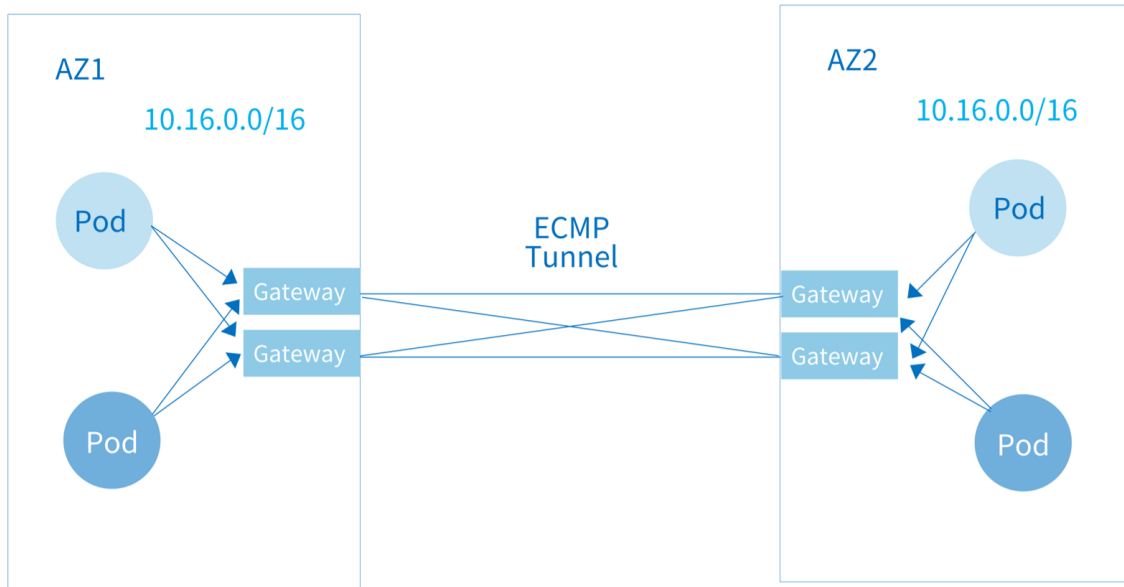 AZ1
10.16.0.0/16
Pod
Gateway
Gateway
Pod
ECMP
Tunnel
AZ2
10.16.0.0/16
Pod
Gateway
Gateway
Pod